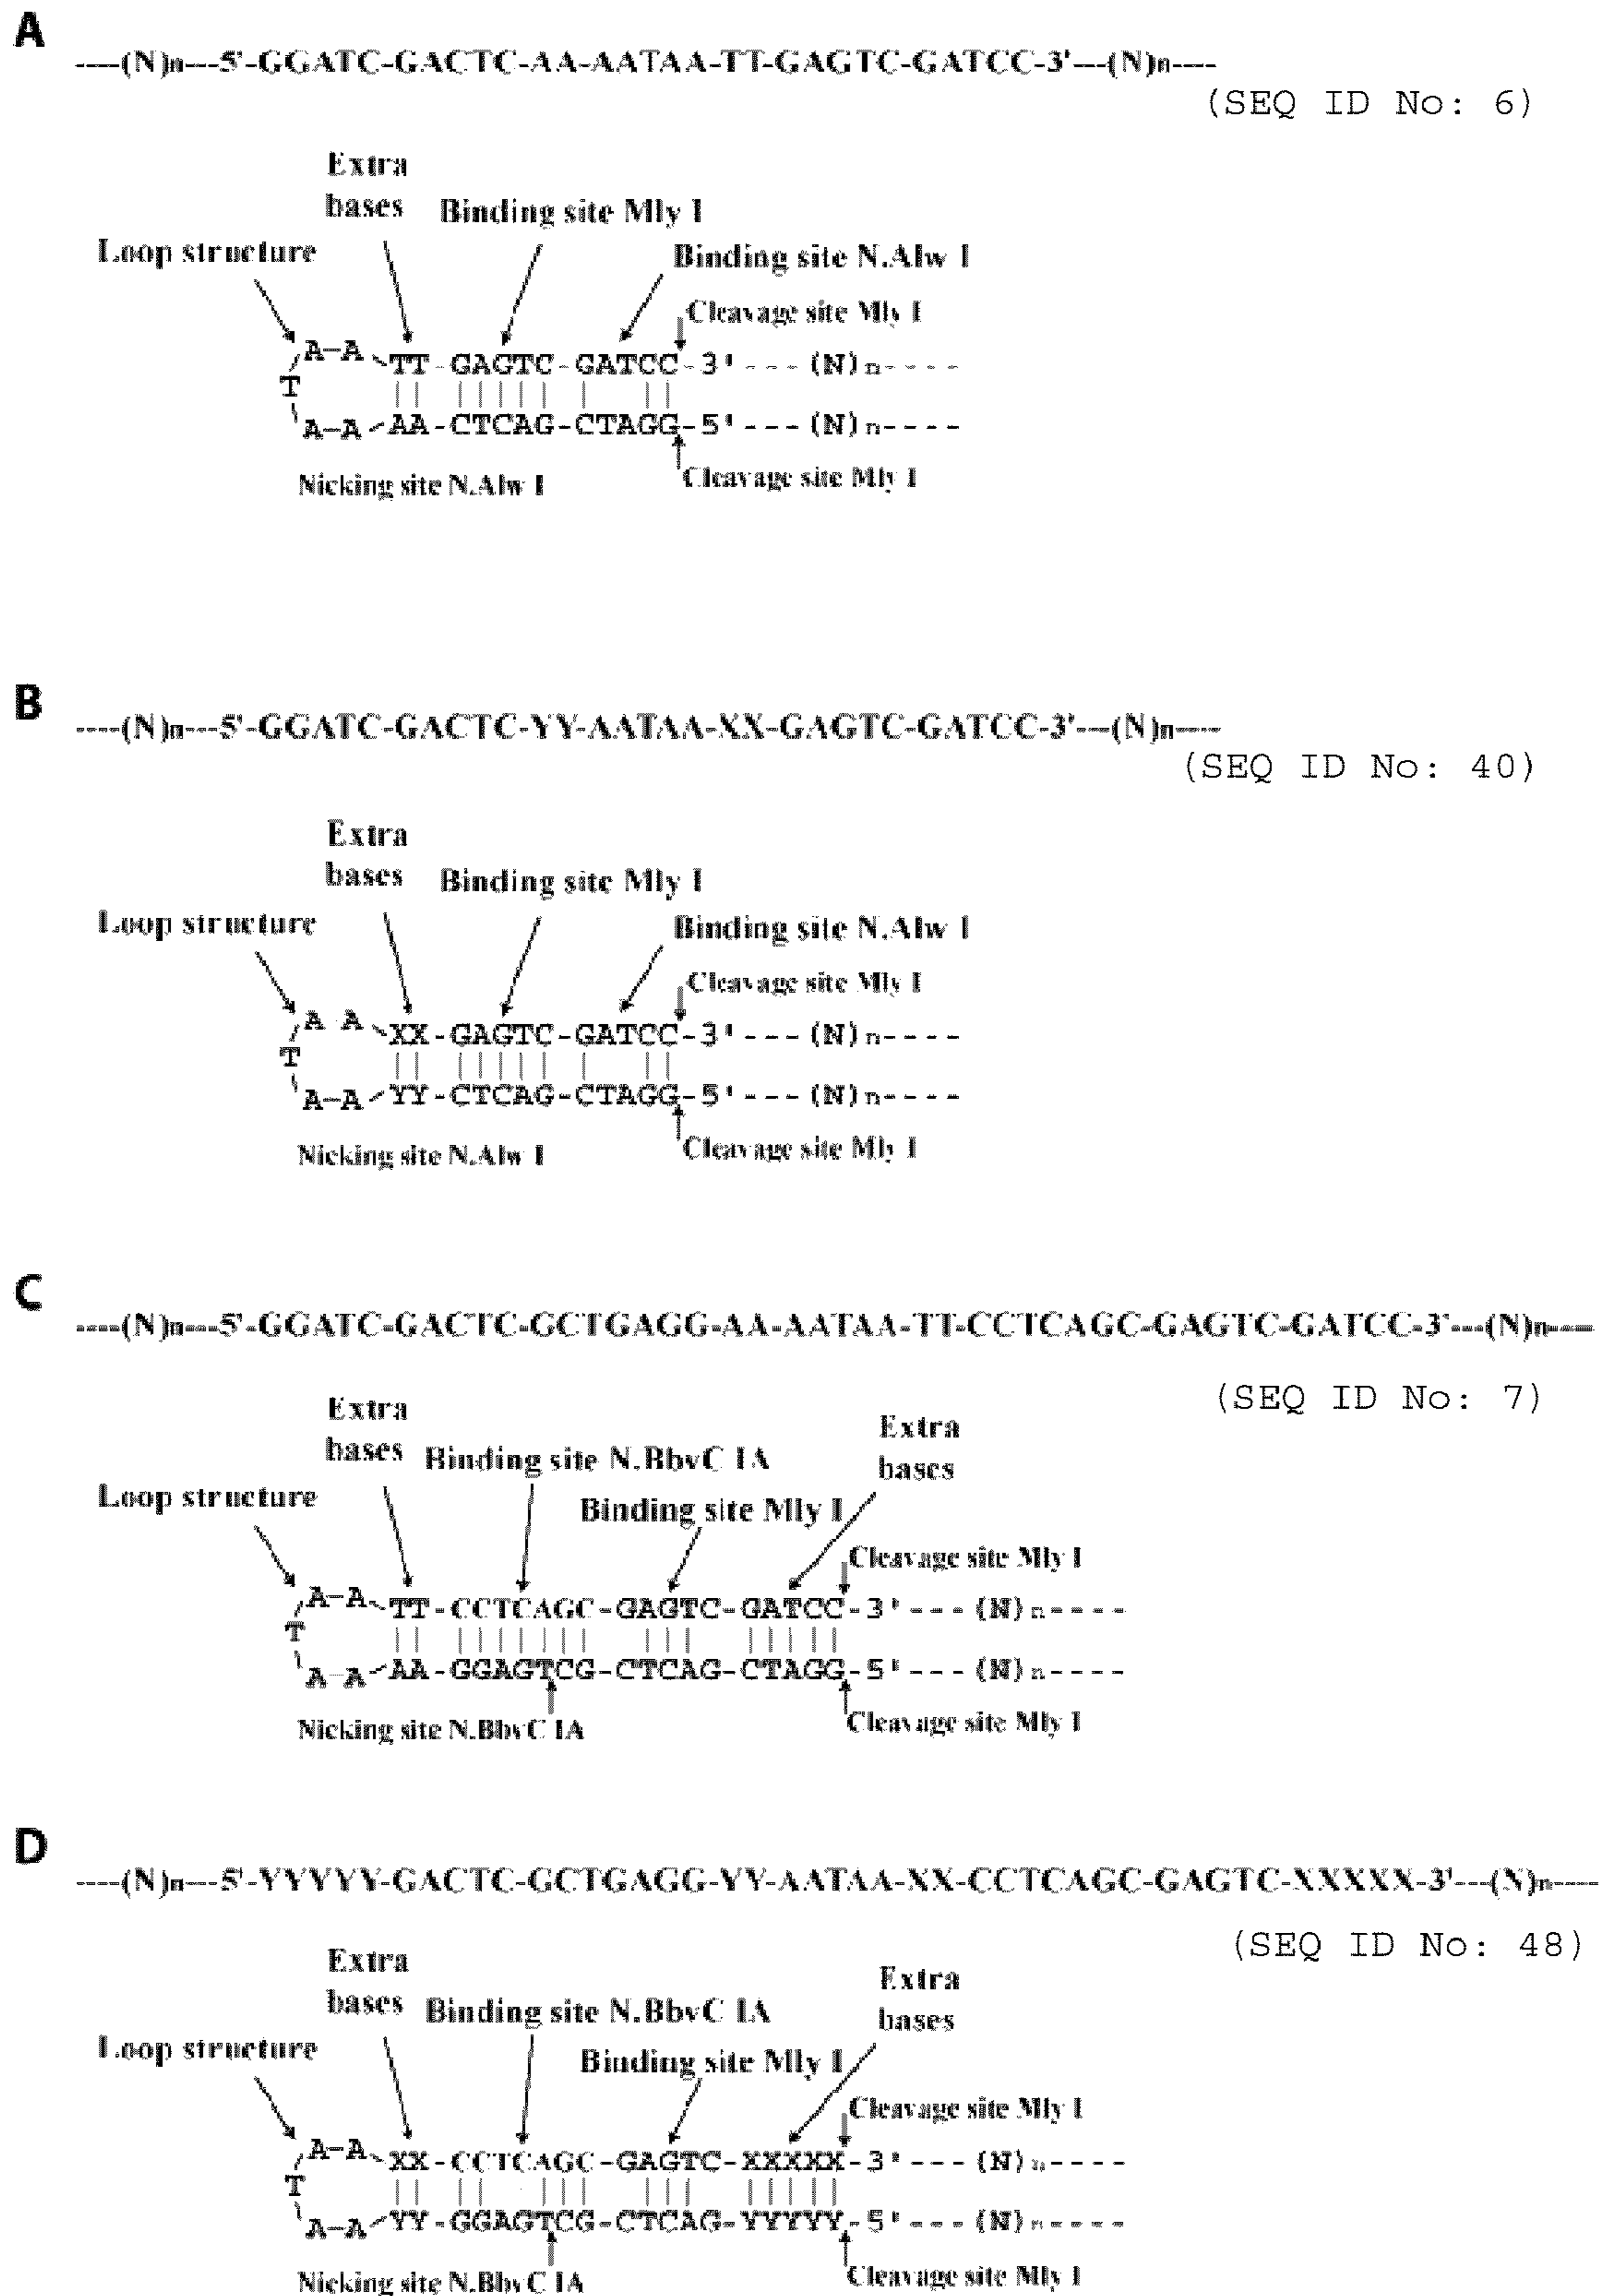 A
----(N)n---5'-GGATC-GACTC-AA-AATAA-TT-GAGTC-GATCC-3'---(N)n----
(SEQ ID No: 6)
Extra
bases
Binding site Mly I
Loop structure
Binding site N.Alw I
Cleavage site Mly I
A-A
TT - GAGTC - GATCC - 3' --- (N)n----
T
A-A
AA - CTCAG - CTAGG - 5' --- (N)n----
Nicking site N.Alw I
Cleavage site Mly I
B
----(N)n---5'-GGATC-GACTC-YY-AATAA-XX-GAGTC-GATCC-3'---(N)n----
(SEQ ID No: 40)
Extra
bases
Binding site Mly I
Loop structure
Binding site N.Alw I
Cleavage site Mly I
A A
XX - GAGTC - GATCC - 3' --- (N)n----
T
A-A
YY - CTCAG - CTAGG - 5' --- (N)n----
Nicking site N.Alw I
Cleavage site Mly I
C
----(N)n---5'-GGATC-GACTC-GCTGAGG-AA-AATAA-TT-CCTCAGC-GAGTC-GATCC-3'---(N)n----
(SEQ ID No: 7)
Extra
bases
Binding site N.BbvC IA
Extra
bases
Loop structure
Binding site Mly I
Cleavage site Mly I
A-A
TT - CCTCAGC - GAGTC - GATCC - 3' --- (N)n----
T
A A
AA - GGAGTCG - CTCAG - CTAGG - 5' --- (N)n----
Nicking site N.BbvC IA
Cleavage site Mly I
D
----(N)n---5'-YYYYY-GACTC-GCTGAGG-YY-AATAA-XX-CCTCAGC-GAGTC-XXXXX-3'---(N)n----
(SEQ ID No: 48)
Extra
bases
Binding site N.BbvC IA
Extra
bases
Loop structure
Binding site Mly I
Cleavage site Mly I
A-A
XX - CCTCAGC - GAGTC - XXXXX - 3' --- (N)n----
T
A-A
YY - GGAGTCG - CTCAG - YYYYY - 5' --- (N)n----
Nicking site N.BbvC IA
Cleavage site Mly I